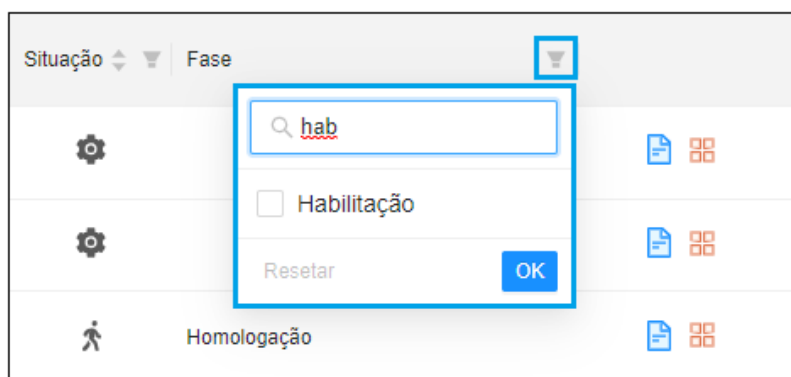 Situação Fase
hab
Habilitação
Resetar OK
Homologação